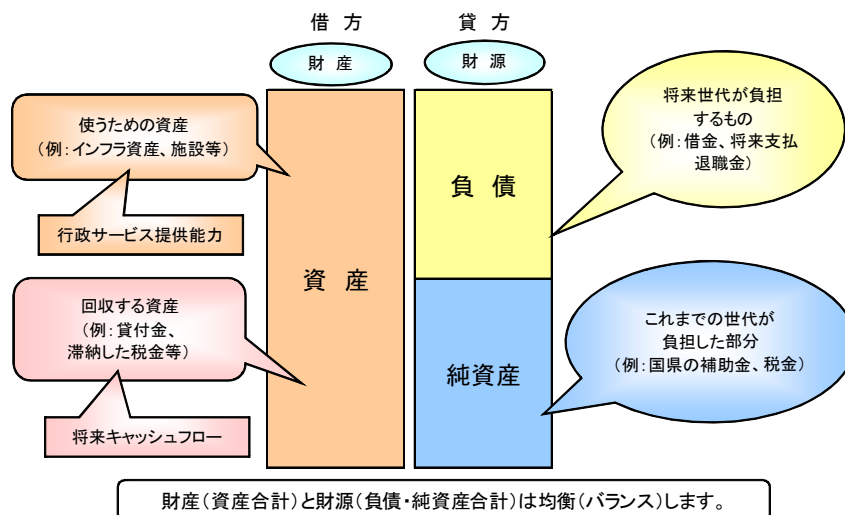 借 方
貸 方
財 産
財 源
使うための資産
（例：インフラ資産、施設等）
行政サービス提供能力
回収する資産
（例：貸付金、
滞納した税金等）
将来キャッシュフロー
資 産
負 債
純資産
将来世代が負担
するもの
（例：借金、将来支払
退職金）
これまでの世代が
負担した部分
（例：国県の補助金、税金）
財産（資産合計）と財源（負債・純資産合計）は均衡（バランス）します。